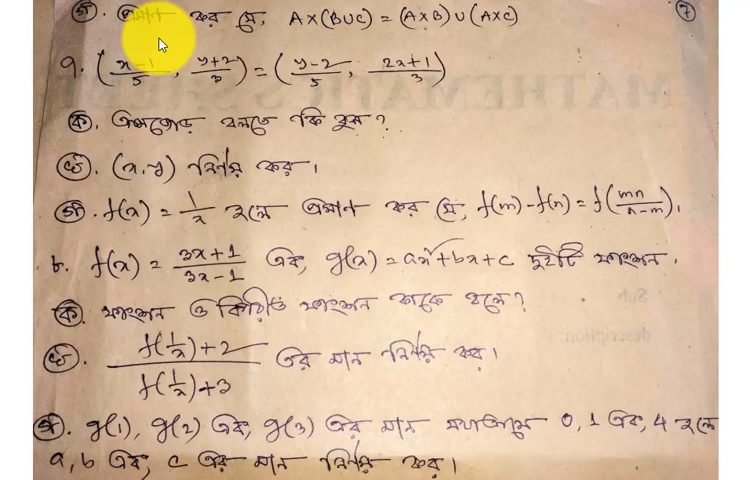 গ. প্রমাণ কর যে, A×(B∪C) = (A×B) ∪ (A×C) ৭
৭. (x-1/5, y+2/3) = (y-2/5, 2x+1/3)
ক. ক্রমজোড় বলতে কি বুঝ?
খ. (x, y) নির্ণয় কর।
গ. f(x) = 1/x হলে প্রমাণ কর যে, f(m) - f(n) = f(mn/n-m),
৮. f(x) = 3x+1/3x-1 এবং g(x) = ax²+bx+c দুইটি ফাংশন।
ক. ফাংশন ও বিপরীত ফাংশন কাকে বলে?
খ. f(1/x)+2/f(1/x)+3 এর মান নির্ণয় কর।
গ. g(1), g(2) এবং g(3) এর মান যথাক্রমে 0, 1 এবং 4 হলে
a, b এবং c এর মান নির্ণয় কর।